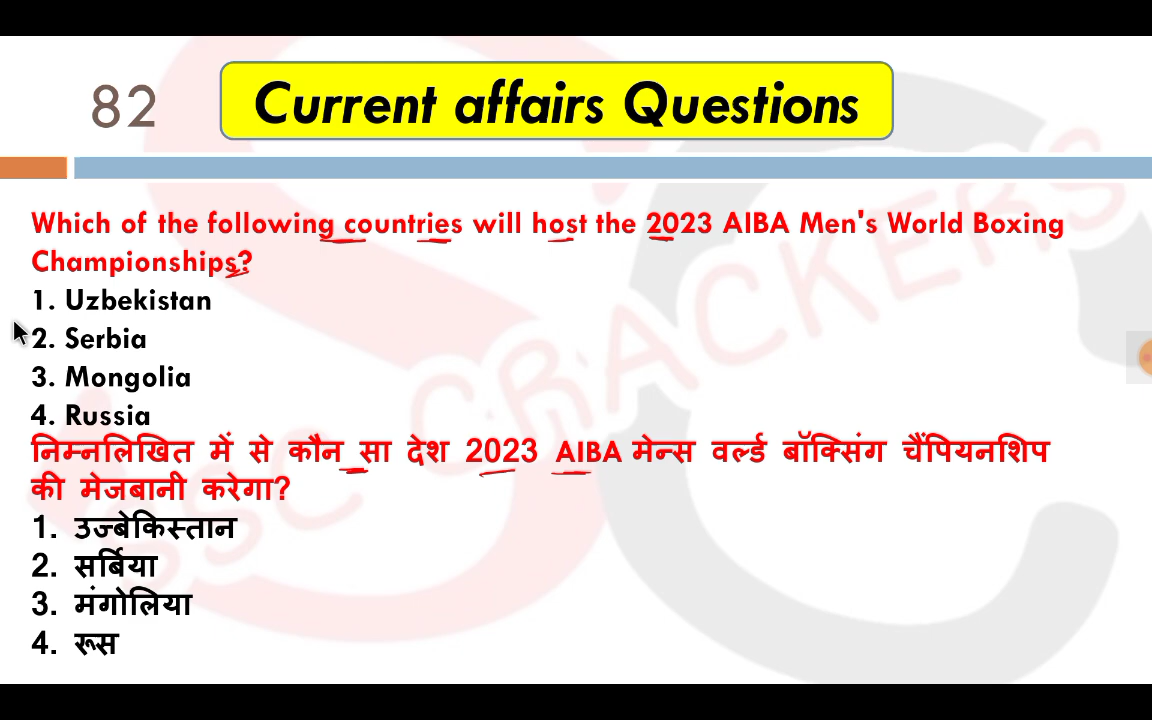 82
Current affairs Questions
Which of the following countries will host the 2023 AIBA Men's World Boxing
Championships?
1. Uzbekistan
2. Serbia
3. Mongolia
4. Russia
निम्नलिखित में से कौन सा देश 2023 AIBA मेन्स वर्ल्ड बॉक्सिंग चैंपियनशिप
की मेजबानी करेगा?
1. उज्बेकिस्तान
2. सर्बिया
3. मंगोलिया
4. रूस
SSC CRACKERS